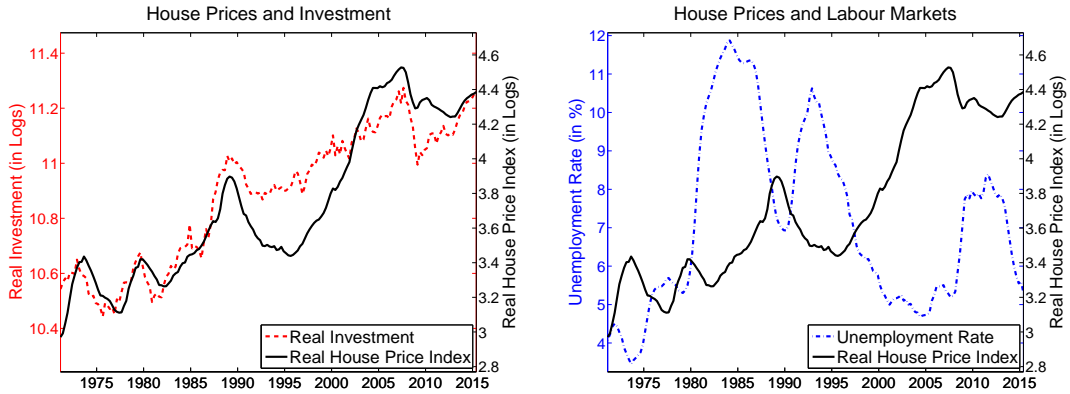 House Prices and Investment
11.4
11.2
11
10.8
10.6
10.4
Real Investment (in Logs)
4.6
4.4
4.2
4
3.8
3.6
3.4
3.2
3
2.8
Real House Price Index (in Logs)
Real Investment
Real House Price Index
1975 1980 1985 1990 1995 2000 2005 2010 2015
House Prices and Labour Markets
12
11
10
9
8
7
6
5
4
Unemployment Rate (in %)
4.6
4.4
4.2
4
3.8
3.6
3.4
3.2
3
2.8
Real House Price Index (in Logs)
Unemployment Rate
Real House Price Index
1975 1980 1985 1990 1995 2000 2005 2010 2015